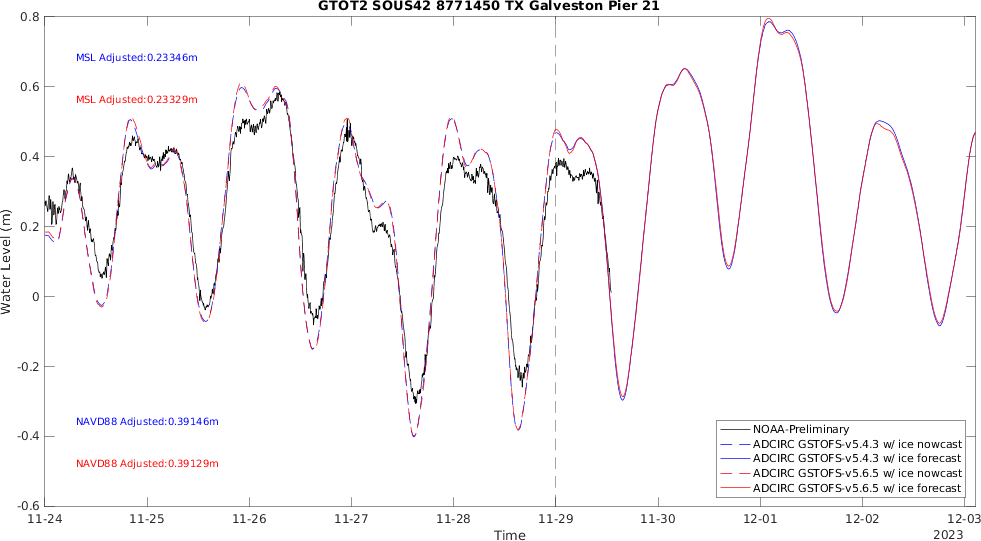 GTOT2 SOUS42 8771450 TX Galveston Pier 21
0.8
0.6
0.4
0.2
0
-0.2
-0.4
-0.6
Water Level (m)
MSL Adjusted:0.23346m
MSL Adjusted:0.23329m
NAVD88 Adjusted:0.39146m
NAVD88 Adjusted:0.39129m
NOAA-Preliminary
ADCIRC GSTOFS-v5.4.3 w/ ice nowcast
ADCIRC GSTOFS-v5.4.3 w/ ice forecast
ADCIRC GSTOFS-v5.6.5 w/ ice nowcast
ADCIRC GSTOFS-v5.6.5 w/ ice forecast
11-24 11-25 11-26 11-27 11-28 11-29 11-30 12-01 12-02 12-03
Time
2023